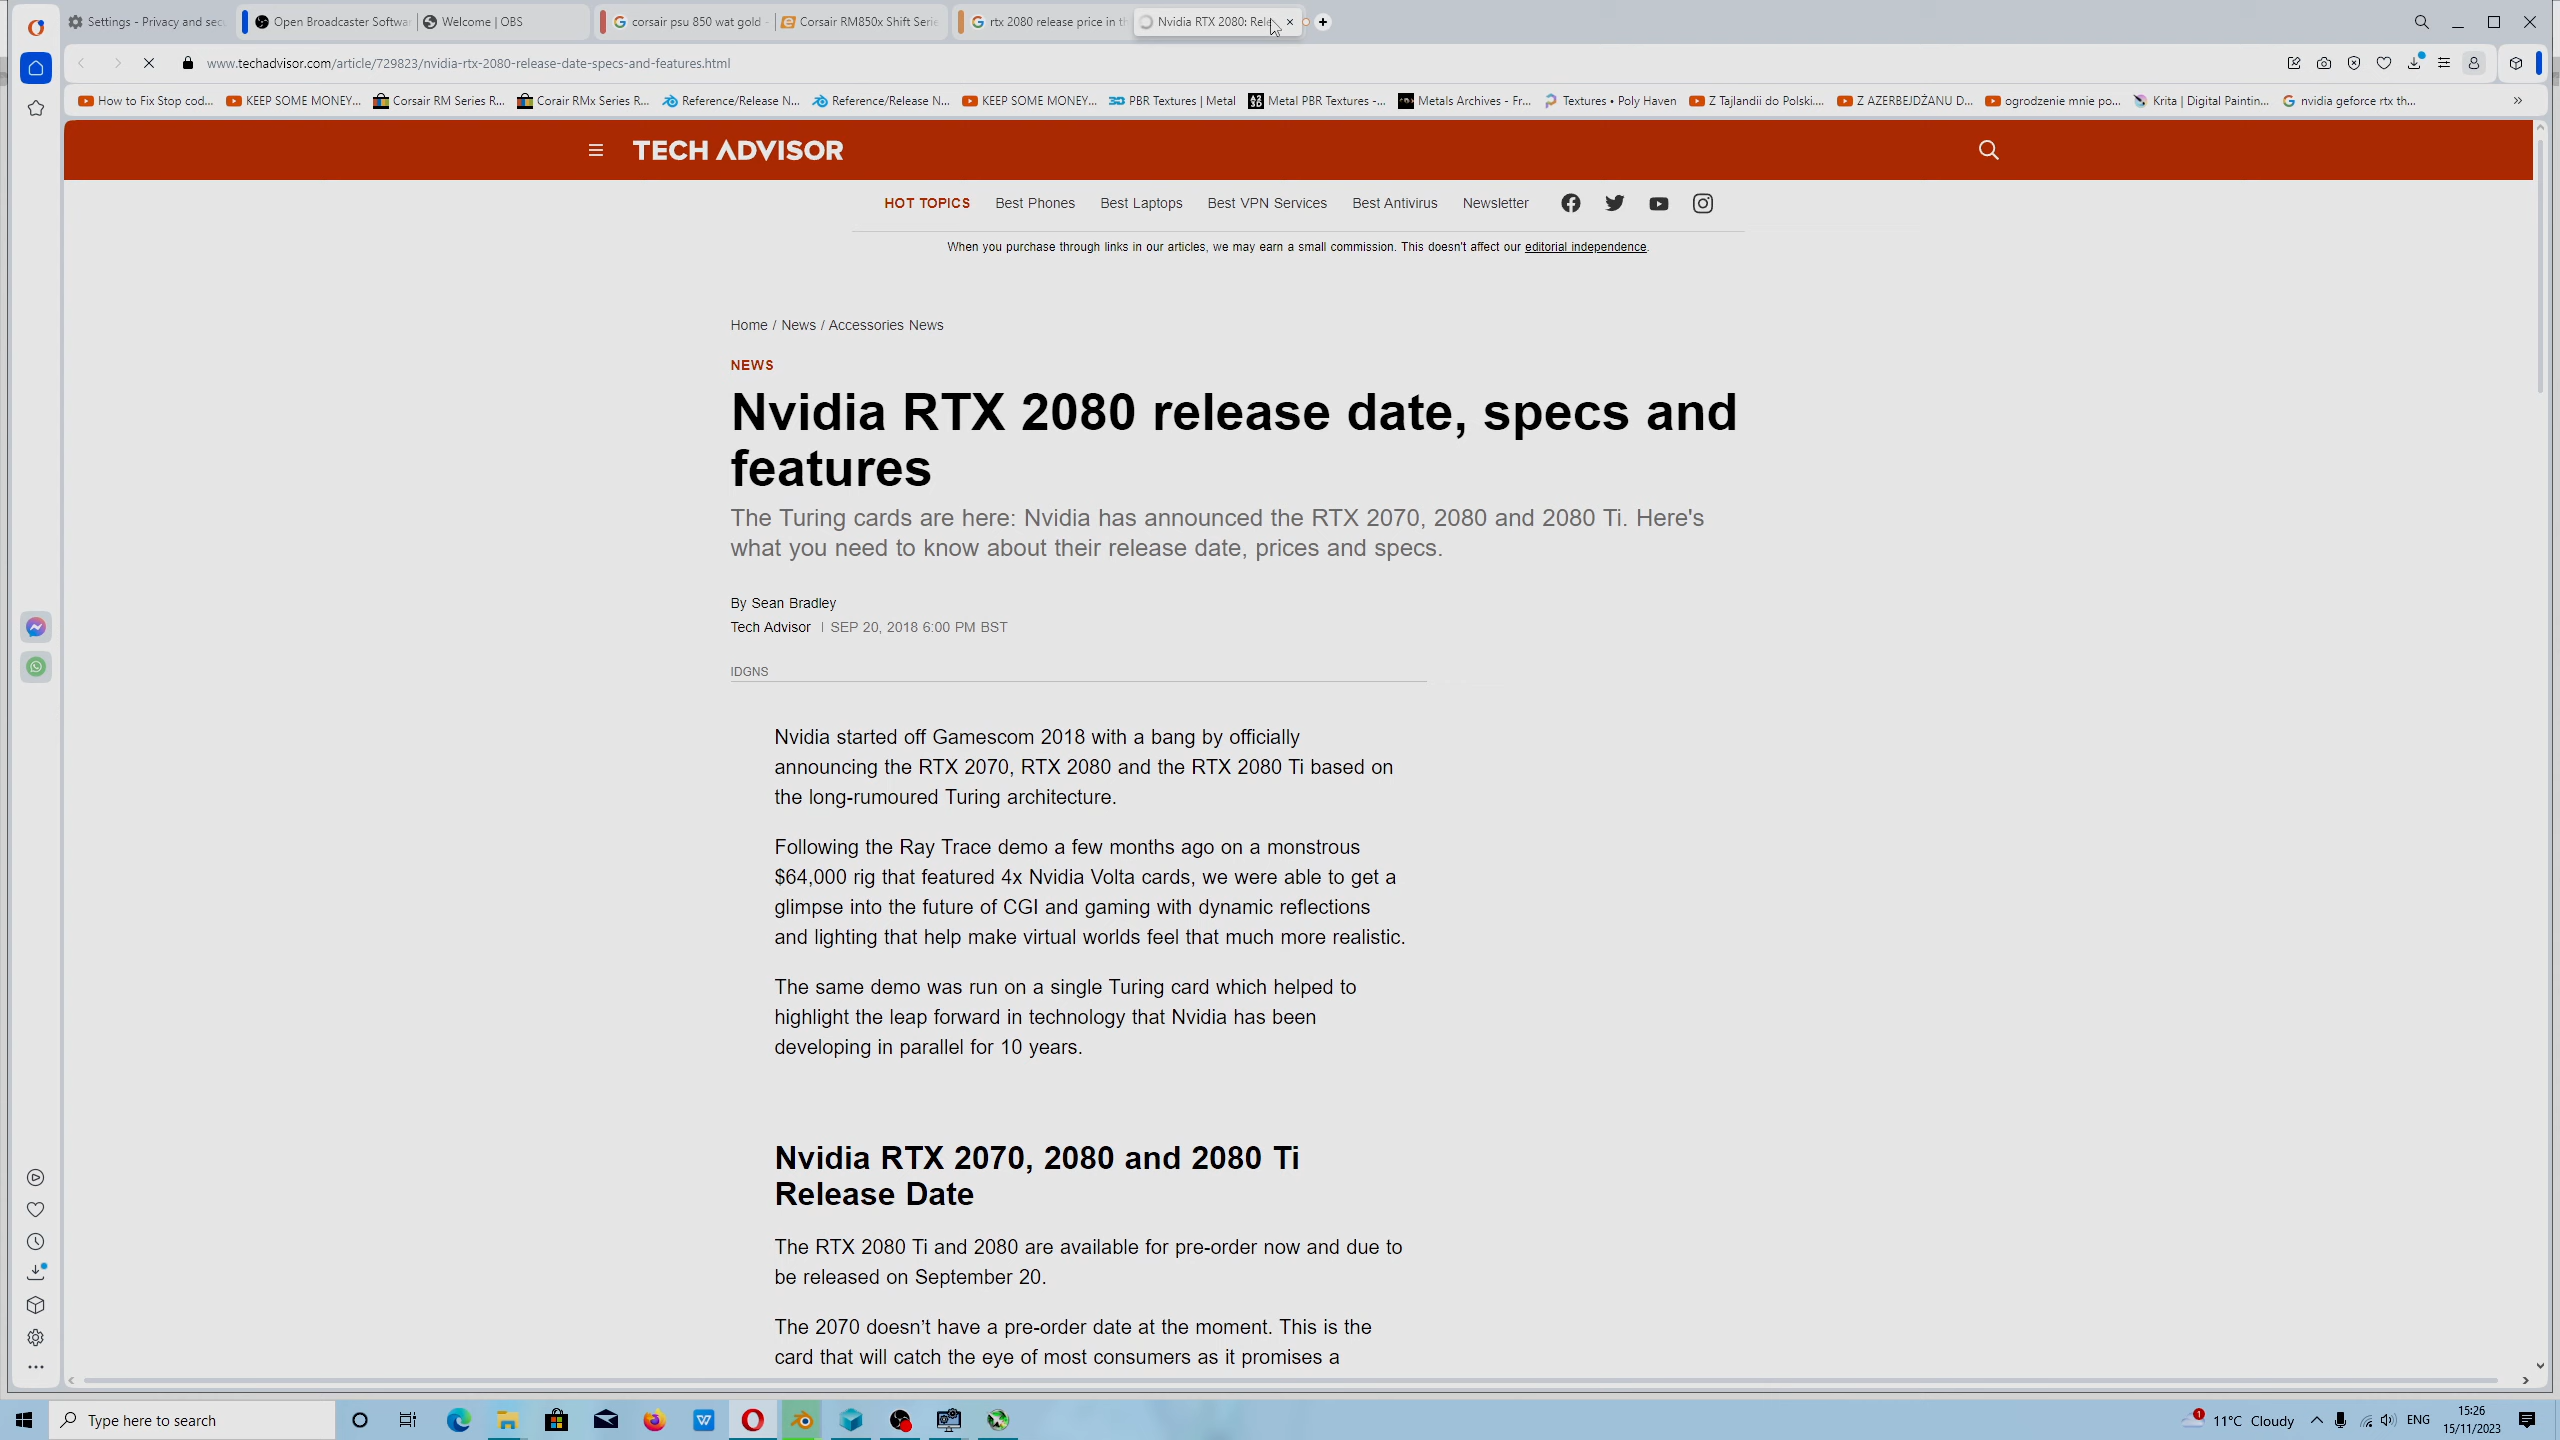 Settings - Privacy and secu
Open Broadcaster Softwar
Welcome | OBS
corsair psu 850 wat gold -
Corsair RM850x Shift Serie
rtx 2080 release price in th
Nvidia RTX 2080: Rele
www.techadvisor.com/article/729823/nvidia-rtx-2080-release-date-specs-and-features.html
How to Fix Stop cod...
KEEP SOME MONEY...
Corsair RM Series R...
Corair RMx Series R...
Reference/Release N...
Reference/Release N...
KEEP SOME MONEY...
PBR Textures | Metal
Metal PBR Textures -...
Metals Archives - Fr...
Textures • Poly Haven
Z Tajlandii do Polski....
Z AZERBEJDŻANU D...
ogrodzenie mnie po...
Krita | Digital Paintin...
nvidia geforce rtx th...
TECH ADVISOR
HOT TOPICS
Best Phones
Best Laptops
Best VPN Services
Best Antivirus
Newsletter
When you purchase through links in our articles, we may earn a small commission. This doesn't affect our editorial independence.
Home / News / Accessories News
NEWS
Nvidia RTX 2080 release date, specs and
features
The Turing cards are here: Nvidia has announced the RTX 2070, 2080 and 2080 Ti. Here's
what you need to know about their release date, prices and specs.
By Sean Bradley
Tech Advisor | SEP 20, 2018 6:00 PM BST
IDGNS
Nvidia started off Gamescom 2018 with a bang by officially
announcing the RTX 2070, RTX 2080 and the RTX 2080 Ti based on
the long-rumoured Turing architecture.
Following the Ray Trace demo a few months ago on a monstrous
$64,000 rig that featured 4x Nvidia Volta cards, we were able to get a
glimpse into the future of CGI and gaming with dynamic reflections
and lighting that help make virtual worlds feel that much more realistic.
The same demo was run on a single Turing card which helped to
highlight the leap forward in technology that Nvidia has been
developing in parallel for 10 years.
Nvidia RTX 2070, 2080 and 2080 Ti
Release Date
The RTX 2080 Ti and 2080 are available for pre-order now and due to
be released on September 20.
The 2070 doesn’t have a pre-order date at the moment. This is the
card that will catch the eye of most consumers as it promises a
Type here to search
1
11°C Cloudy
ENG
15:26
15/11/2023